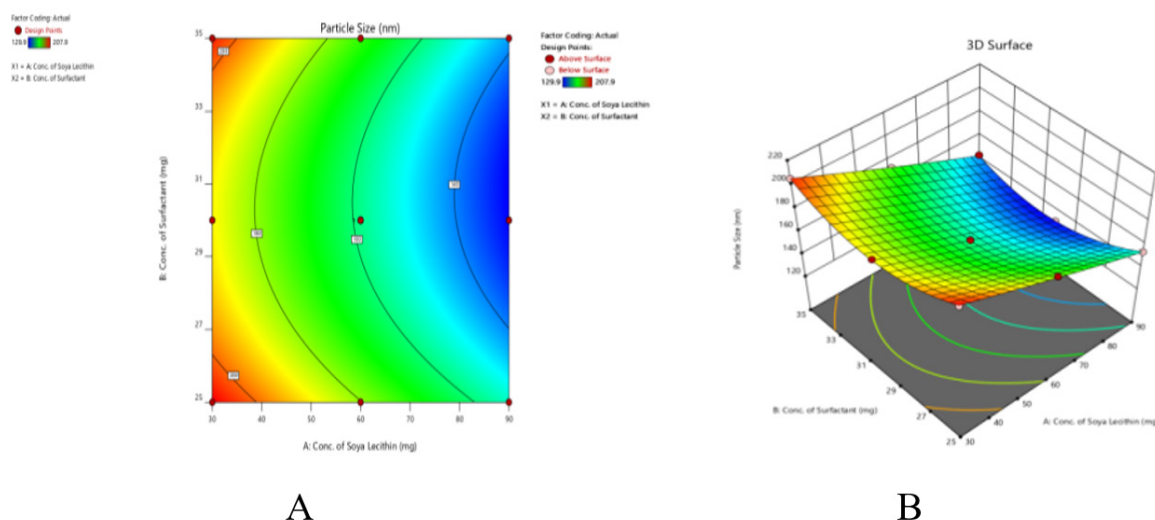 Factor Coding: Actual
Design Points
129.9 207.9
X1 = A: Conc. of Soya Lecithin
X2 = B: Conc. of Surfactant
Particle Size (nm)
35
33
31
29
27
25
30 40 50 60 70 80 90
B: Conc. of Surfactant (mg)
A: Conc. of Soya Lecithin (mg)
A
Factor Coding: Actual
Design Points:
Above Surface
Below Surface
129.9 207.9
X1 = A: Conc. of Soya Lecithin
X2 = B: Conc. of Surfactant
3D Surface
220
200
180
160
140
120
Particle Size (nm)
35
33
31
29
27
25
30
40
50
60
70
80
90
B: Conc. of Surfactant (mg)
A: Conc. of Soya Lecithin (mg
B